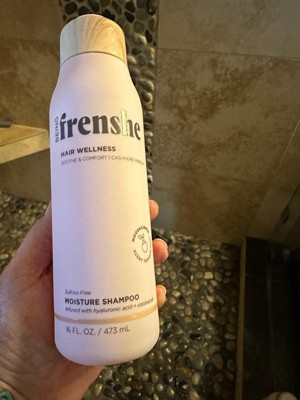 BEING
frenshe
HAIR WELLNESS
SOOTHE & COMFORT | CASHMERE VANILLA
Sulfate Free
MOISTURE SHAMPOO
infused with hyaluronic acid + coconut oil
16 FL. OZ. / 473 mL